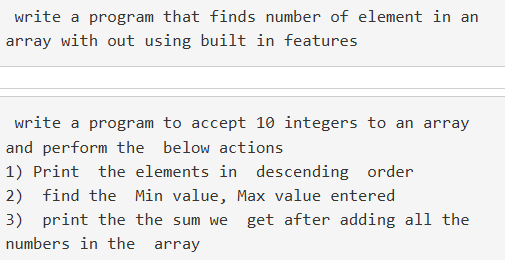 write a program that finds number of element in an
array with out using built in features
write a program to accept 10 integers to an array
and perform the below actions
1) Print the elements in descending order
2) find the Min value, Max value entered
3) print the the sum we get after adding all the
numbers in the array